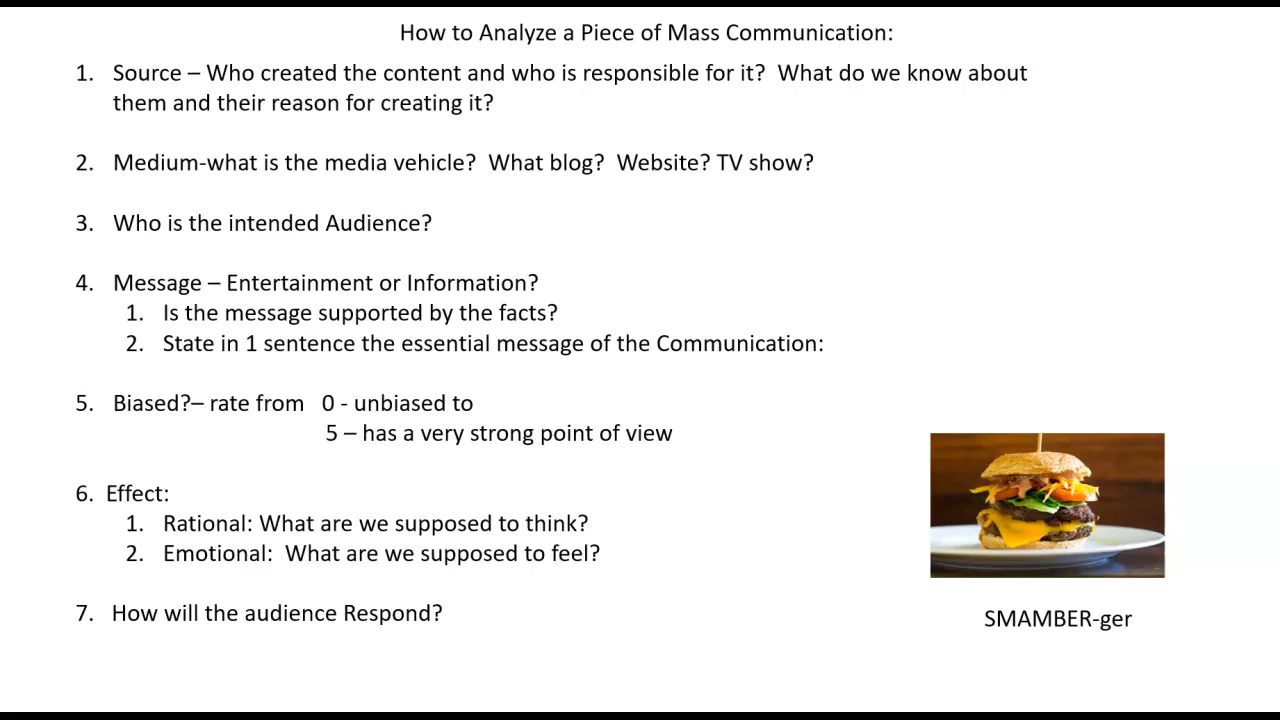 How to Analyze a Piece of Mass Communication:
1. Source – Who created the content and who is responsible for it? What do we know about
them and their reason for creating it?
2. Medium-what is the media vehicle? What blog? Website? TV show?
3. Who is the intended Audience?
4. Message – Entertainment or Information?
1. Is the message supported by the facts?
2. State in 1 sentence the essential message of the Communication:
5. Biased?– rate from 0 - unbiased to
5 – has a very strong point of view
6. Effect:
1. Rational: What are we supposed to think?
2. Emotional: What are we supposed to feel?
7. How will the audience Respond?
SMAMBER-ger